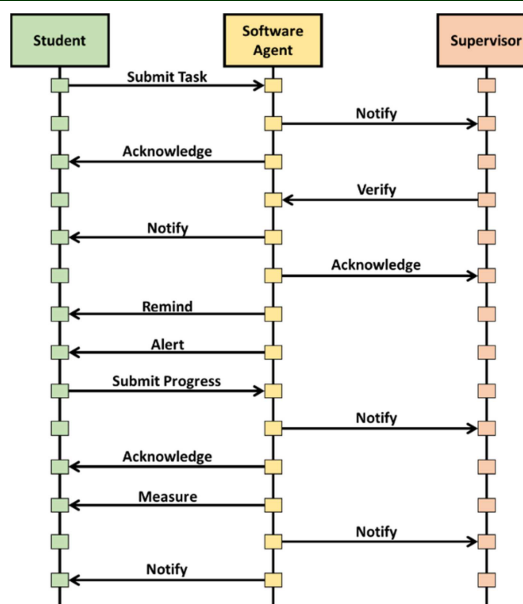 Student
Software
Agent
Supervisor
Submit Task
Notify
Acknowledge
Verify
Notify
Acknowledge
Remind
Alert
Submit Progress
Notify
Acknowledge
Measure
Notify
Notify